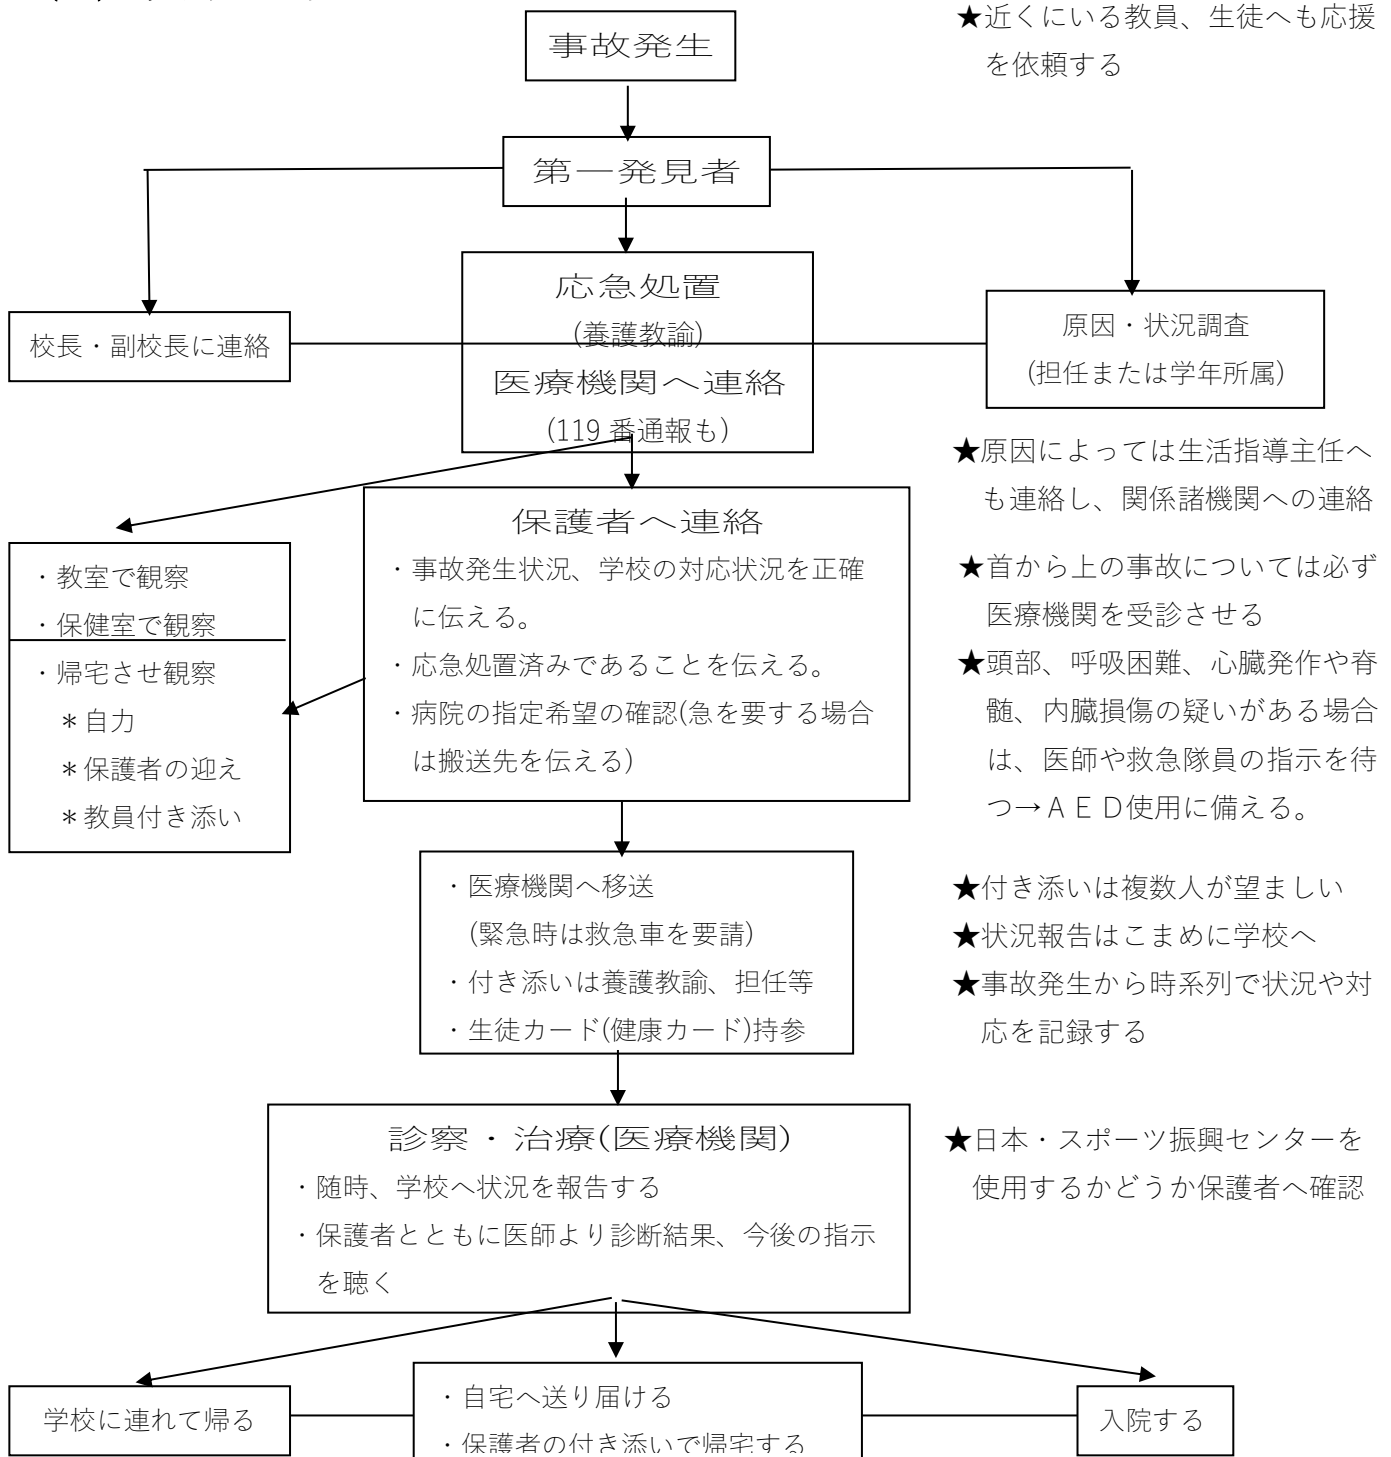 事故発生
★近くにいる教員、生徒へも応援
を依頼する
第一発見者
校長・副校長に連絡
応急処置
(養護教諭)
医療機関へ連絡
(119 番通報も)
原因・状況調査
(担任または学年所属)
★原因によっては生活指導主任へ
も連絡し、関係諸機関への連絡
保護者へ連絡
・事故発生状況、学校の対応状況を正確
に伝える。
・応急処置済みであることを伝える。
・病院の指定希望の確認(急を要する場合
は搬送先を伝える)
・教室で観察
・保健室で観察
・帰宅させ観察
＊自力
＊保護者の迎え
＊教員付き添い
★首から上の事故については必ず
医療機関を受診させる
★頭部、呼吸困難、心臓発作や脊
髄、内臓損傷の疑いがある場合
は、医師や救急隊員の指示を待
つ→ＡＥＤ使用に備える。
・医療機関へ移送
(緊急時は救急車を要請)
・付き添いは養護教諭、担任等
・生徒カード(健康カード)持参
★付き添いは複数人が望ましい
★状況報告はこまめに学校へ
★事故発生から時系列で状況や対
応を記録する
診察・治療(医療機関)
・随時、学校へ状況を報告する
・保護者とともに医師より診断結果、今後の指示
を聴く
★日本・スポーツ振興センターを
使用するかどうか保護者へ確認
学校に連れて帰る
・自宅へ送り届ける
・保護者の付き添いで帰宅する
入院する